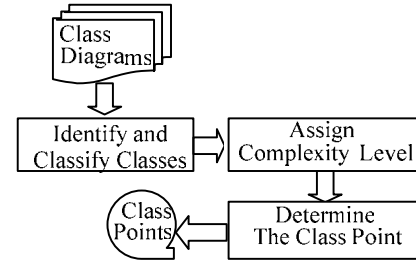 Class
Diagrams
Identify and
Classify Classes
Assign
Complexity Level
Class
Points
Determine
The Class Point